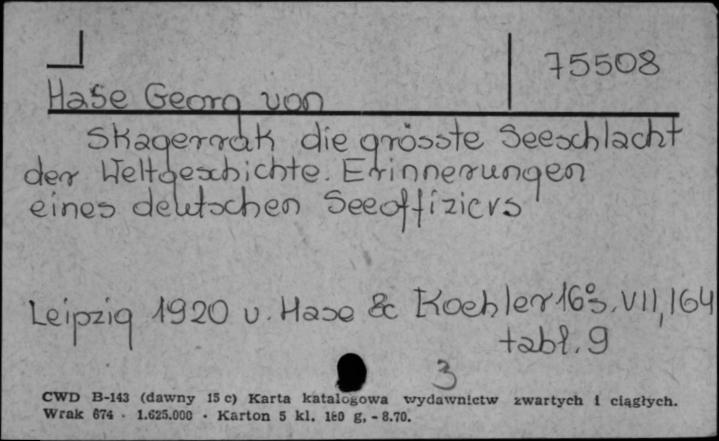 75508
Hase Georg von
Skagerrak die grösste Seeschlacht
der Weltgeschichte. Erinnerungen
eines deutschen Seeoffiziers
Leipzig 1920 v. Hase & Koehler 16° s. VII, 164
tabl. 9
3
CWD B-143 (dawny 15 c) Karta katalogowa wydawnictw zwartych i ciągłych.
Wrak 674 · 1.625.000 · Karton 5 kl. 180 g. - 8.70.